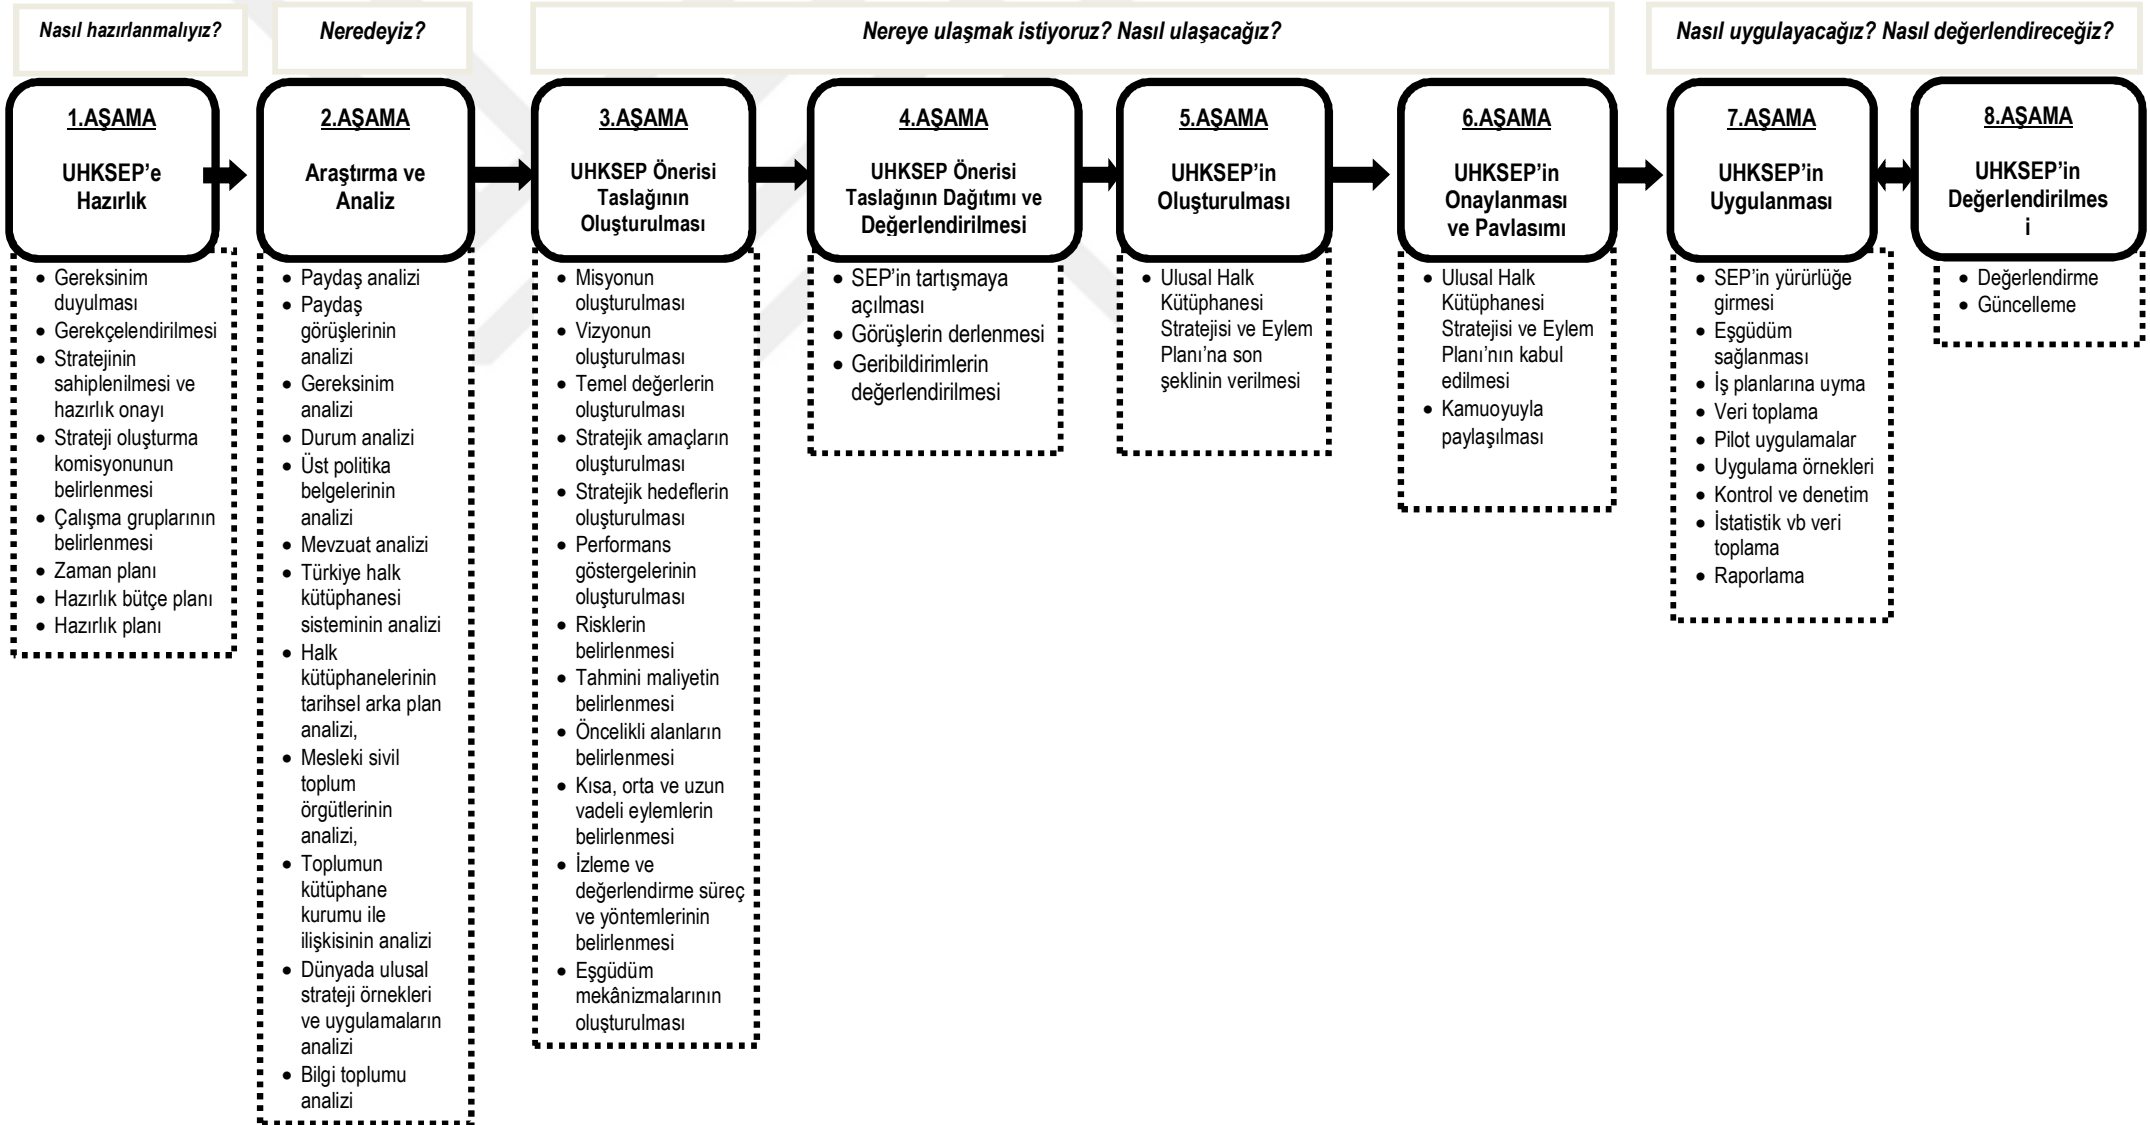 Nasıl hazırlanmalıyız?
Neredeyiz?
Nereye ulaşmak istiyoruz? Nasıl ulaşacağız?
Nasıl uygulayacağız? Nasıl değerlendireceğiz?
1.AŞAMA
UHKSEP’e
Hazırlık
2.AŞAMA
Araştırma ve
Analiz
3.AŞAMA
UHKSEP Önerisi
Taslağının
Oluşturulması
4.AŞAMA
UHKSEP Önerisi
Taslağının Dağıtımı ve
Değerlendirilmesi
5.AŞAMA
UHKSEP’in
Oluşturulması
6.AŞAMA
UHKSEP’in
Onaylanması
ve Pavlasımı
7.AŞAMA
UHKSEP’in
Uygulanması
8.AŞAMA
UHKSEP’in
Değerlendirilmes
i
• Gereksinim
duyulması
• Gerekçelendirilmesi
• Stratejinin
sahiplenilmesi ve
hazırlık onayı
• Strateji oluşturma
komisyonunun
belirlenmesi
• Çalışma gruplarının
belirlenmesi
• Zaman planı
• Hazırlık bütçe planı
• Hazırlık planı
• Paydaş analizi
• Paydaş
görüşlerinin
analizi
• Gereksinim
analizi
• Durum analizi
• Üst politika
belgelerinin
analizi
• Mevzuat analizi
• Türkiye halk
kütüphanesi
sisteminin analizi
• Halk
kütüphanelerinin
tarihsel arka plan
analizi,
• Mesleki sivil
toplum
örgütlerinin
analizi,
• Toplumun
kütüphane
kurumu ile
ilişkisinin analizi
• Dünyada ulusal
strateji örnekleri
ve uygulamaların
analizi
• Bilgi toplumu
analizi
• Misyonun
oluşturulması
• Vizyonun
oluşturulması
• Temel değerlerin
oluşturulması
• Stratejik amaçların
oluşturulması
• Stratejik hedeflerin
oluşturulması
• Performans
göstergelerinin
oluşturulması
• Risklerin
belirlenmesi
• Tahmini maliyetin
belirlenmesi
• Öncelikli alanların
belirlenmesi
• Kısa, orta ve uzun
vadeli eylemlerin
belirlenmesi
• İzleme ve
değerlendirme süreç
ve yöntemlerinin
belirlenmesi
• Eşgüdüm
mekânizmalarının
oluşturulması
• SEP’in tartışmaya
açılması
• Görüşlerin derlenmesi
• Geribildirimlerin
değerlendirilmesi
• Ulusal Halk
Kütüphanesi
Stratejisi ve Eylem
Planı’na son
şeklinin verilmesi
• Ulusal Halk
Kütüphanesi
Stratejisi ve Eylem
Planı’nın kabul
edilmesi
• Kamuoyuyla
paylaşılması
• SEP’in yürürlüğe
girmesi
• Eşgüdüm
sağlanması
• İş planlarına uyma
• Veri toplama
• Pilot uygulamalar
• Uygulama örnekleri
• Kontrol ve denetim
• İstatistik vb veri
toplama
• Raporlama
• Değerlendirme
• Güncelleme